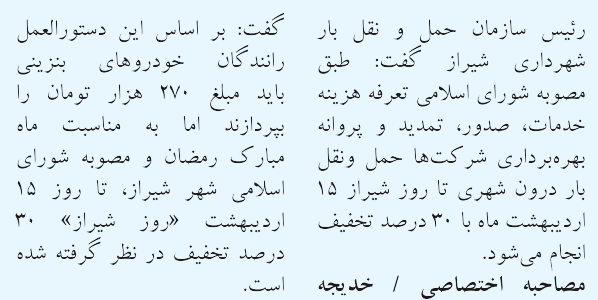 رئیس سازمان حمل و نقل بار
شهرداری شیراز گفت: طبق
مصوبه شورای اسلامی تعرفه هزینه
خدمات، صدور، تمدید و پروانه
بهره‌برداری شرکت‌ها حمل ونقل
بار درون شهری تا روز شیراز ۱۵
اردیبهشت ماه با ۳۰ درصد تخفیف
انجام می‌شود.
مصاحبه اختصاصی / خدیجه
گفت: بر اساس این دستورالعمل
رانندگان خودروهای بنزینی
باید مبلغ ۲۷۰ هزار تومان را
بپردازند اما به مناسبت ماه
مبارک رمضان و مصوبه شورای
اسلامی شهر شیراز، تا روز ۱۵
اردیبهشت «روز شیراز» ۳۰
درصد تخفیف در نظر گرفته شده
است.